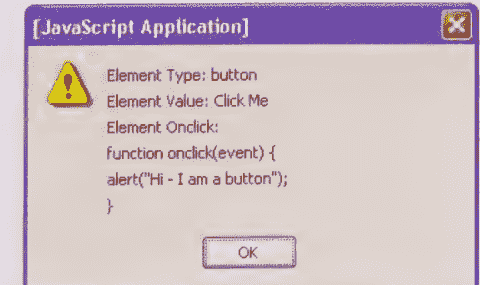 [JavaScript Application]
Element Type: button
Element Value: Click Me
Element Onclick:
function onclick(event) {
alert("Hi - I am a button");
}
OK